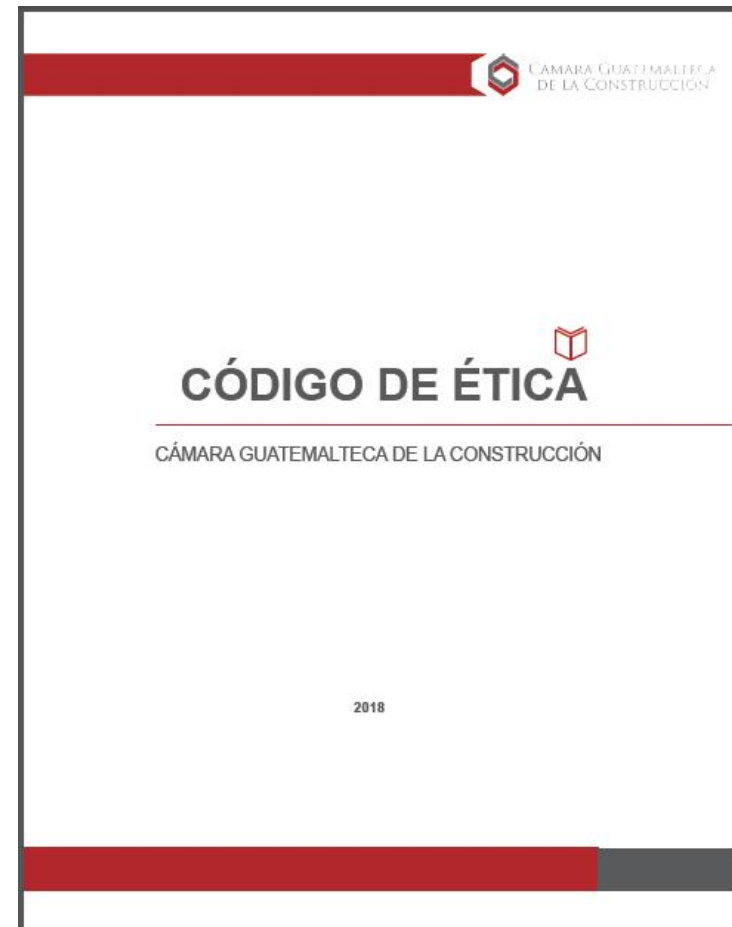 CÁMARA GUATEMALTECA
DE LA CONSTRUCCIÓN
CÓDIGO DE ÉTICA
CÁMARA GUATEMALTECA DE LA CONSTRUCCIÓN
2018